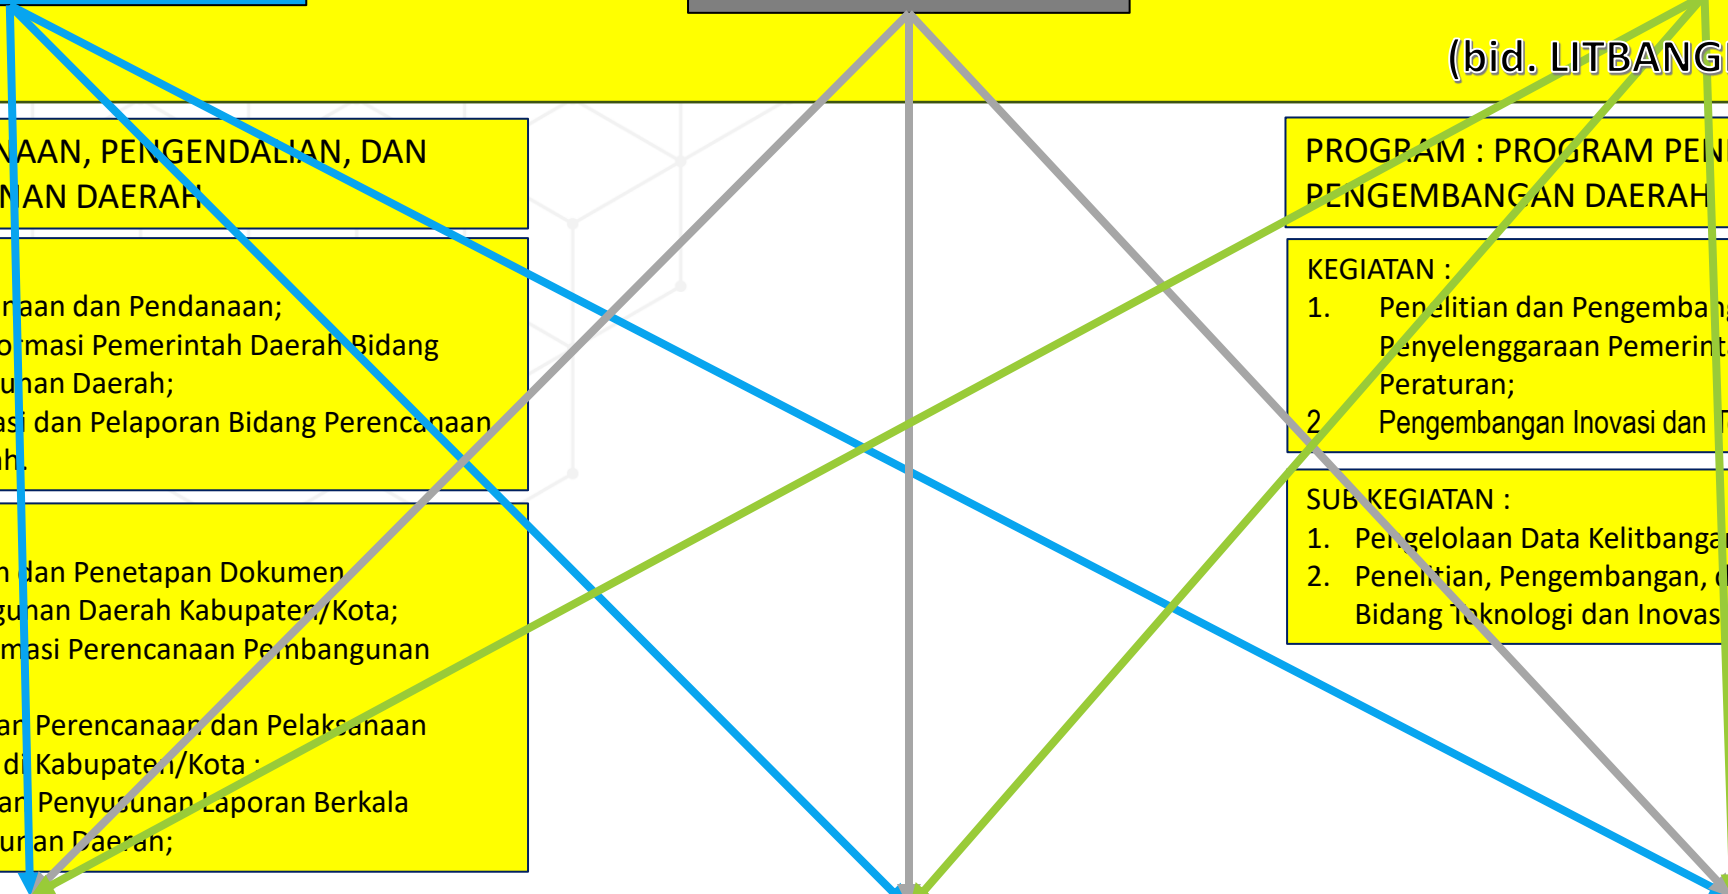 (bid. LITBANG
NAAN, PENGENDALIAN, DAN
NAN DAERAH
naan dan Pendanaan;
ormasi Pemerintah Daerah Bidang
unan Daerah;
asi dan Pelaporan Bidang Perencanaan
ah.
n dan Penetapan Dokumen
gunan Daerah Kabupaten/Kota;
masi Perencanaan Pembangunan
an Perencanaan dan Pelaksanaan
di Kabupaten/Kota ;
an Penyusunan Laporan Berkala
unan Daerah;
PROGRAM : PROGRAM PEN
PENGEMBANGAN DAERAH
KEGIATAN :
1. Penelitian dan Pengembang
Penyelenggaraan Pemerinta
Peraturan;
2. Pengembangan Inovasi dan T
SUB KEGIATAN :
1. Pengelolaan Data Kelitbangan
2. Penelitian, Pengembangan, d
Bidang Teknologi dan Inovas